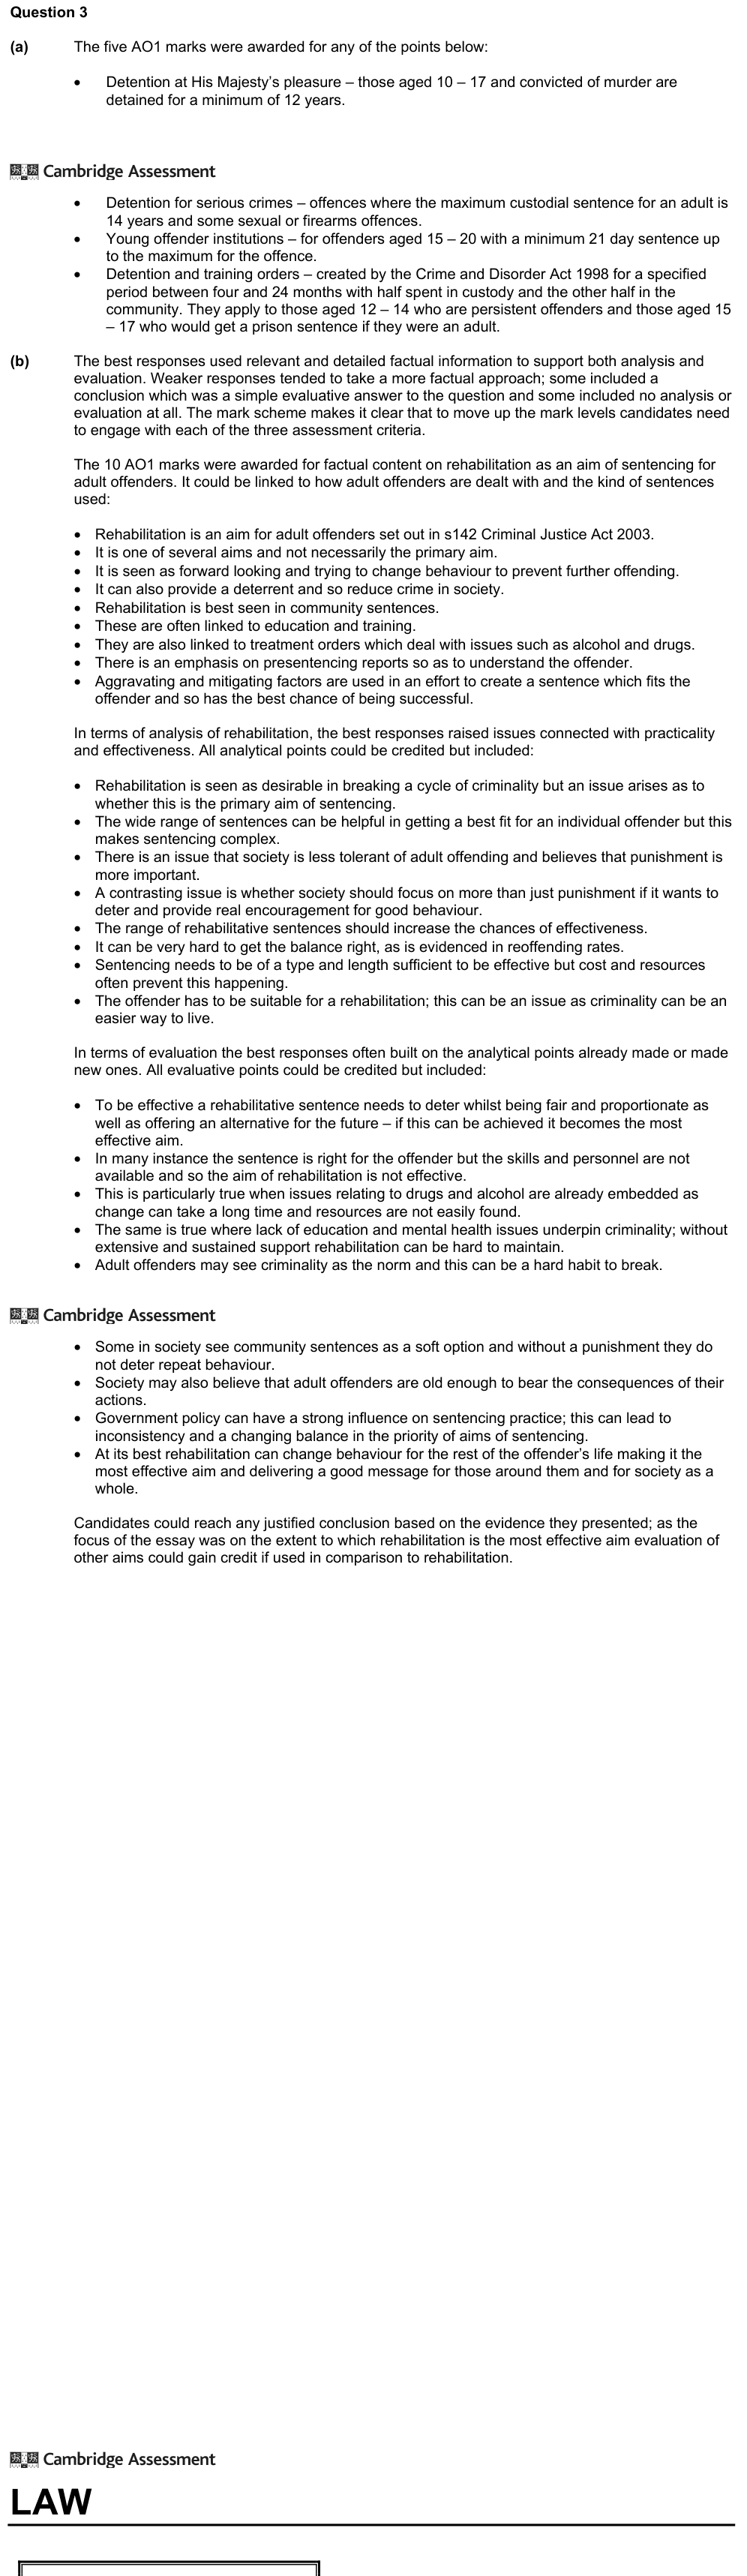 Question 3
(a) The five AO1 marks were awarded for any of the points below:
• Detention at His Majesty's pleasure – those aged 10 – 17 and convicted of murder are
detained for a minimum of 12 years.
Cambridge Assessment
• Detention for serious crimes – offences where the maximum custodial sentence for an adult is
14 years and some sexual or firearms offences.
• Young offender institutions – for offenders aged 15 – 20 with a minimum 21 day sentence up
to the maximum for the offence.
• Detention and training orders – created by the Crime and Disorder Act 1998 for a specified
period between four and 24 months with half spent in custody and the other half in the
community. They apply to those aged 12 – 14 who are persistent offenders and those aged 15
– 17 who would get a prison sentence if they were an adult.
(b) The best responses used relevant and detailed factual information to support both analysis and
evaluation. Weaker responses tended to take a more factual approach; some included a
conclusion which was a simple evaluative answer to the question and some included no analysis or
evaluation at all. The mark scheme makes it clear that to move up the mark levels candidates need
to engage with each of the three assessment criteria.
The 10 AO1 marks were awarded for factual content on rehabilitation as an aim of sentencing for
adult offenders. It could be linked to how adult offenders are dealt with and the kind of sentences
used:
• Rehabilitation is an aim for adult offenders set out in s142 Criminal Justice Act 2003.
• It is one of several aims and not necessarily the primary aim.
• It is seen as forward looking and trying to change behaviour to prevent further offending.
• It can also provide a deterrent and so reduce crime in society.
• Rehabilitation is best seen in community sentences.
• These are often linked to education and training.
• They are also linked to treatment orders which deal with issues such as alcohol and drugs.
• There is an emphasis on presentencing reports so as to understand the offender.
• Aggravating and mitigating factors are used in an effort to create a sentence which fits the
offender and so has the best chance of being successful.
In terms of analysis of rehabilitation, the best responses raised issues connected with practicality
and effectiveness. All analytical points could be credited but included:
• Rehabilitation is seen as desirable in breaking a cycle of criminality but an issue arises as to
whether this is the primary aim of sentencing.
• The wide range of sentences can be helpful in getting a best fit for an individual offender but this
makes sentencing complex.
• There is an issue that society is less tolerant of adult offending and believes that punishment is
more important.
• A contrasting issue is whether society should focus on more than just punishment if it wants to
deter and provide real encouragement for good behaviour.
• The range of rehabilitative sentences should increase the chances of effectiveness.
• It can be very hard to get the balance right, as is evidenced in reoffending rates.
• Sentencing needs to be of a type and length sufficient to be effective but cost and resources
often prevent this happening.
• The offender has to be suitable for a rehabilitation; this can be an issue as criminality can be an
easier way to live.
In terms of evaluation the best responses often built on the analytical points already made or made
new ones. All evaluative points could be credited but included:
• To be effective a rehabilitative sentence needs to deter whilst being fair and proportionate as
well as offering an alternative for the future – if this can be achieved it becomes the most
effective aim.
• In many instance the sentence is right for the offender but the skills and personnel are not
available and so the aim of rehabilitation is not effective.
• This is particularly true when issues relating to drugs and alcohol are already embedded as
change can take a long time and resources are not easily found.
• The same is true where lack of education and mental health issues underpin criminality; without
extensive and sustained support rehabilitation can be hard to maintain.
• Adult offenders may see criminality as the norm and this can be a hard habit to break.
Cambridge Assessment
• Some in society see community sentences as a soft option and without a punishment they do
not deter repeat behaviour.
• Society may also believe that adult offenders are old enough to bear the consequences of their
actions.
• Government policy can have a strong influence on sentencing practice; this can lead to
inconsistency and a changing balance in the priority of aims of sentencing.
• At its best rehabilitation can change behaviour for the rest of the offender's life making it the
most effective aim and delivering a good message for those around them and for society as a
whole.
Candidates could reach any justified conclusion based on the evidence they presented; as the
focus of the essay was on the extent to which rehabilitation is the most effective aim evaluation of
other aims could gain credit if used in comparison to rehabilitation.
Cambridge Assessment
LAW